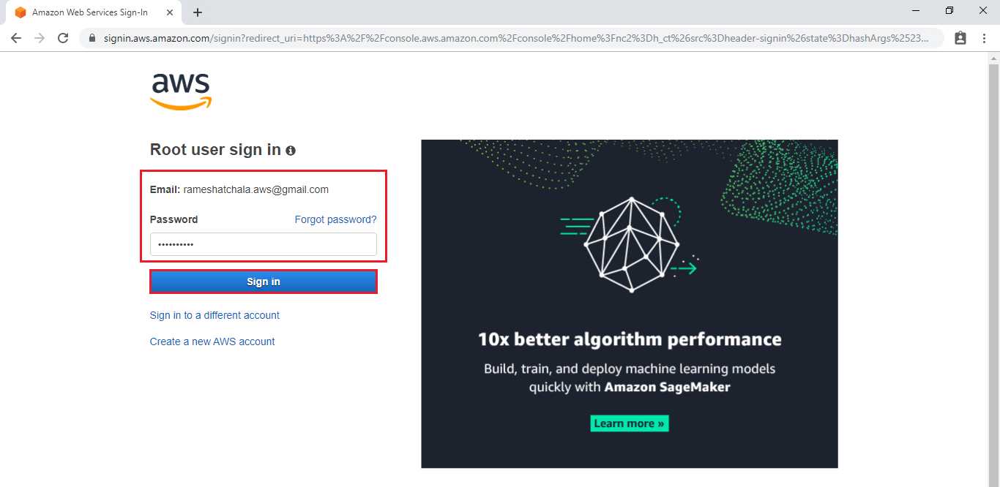 Amazon Web Services Sign-In
signin.aws.amazon.com/signin?redirect_uri=https%3A%2F%2Fconsole.aws.amazon.com%2Fconsole%2Fhome%3Fnc2%3Dh_ct%26src%3Dheader-signin%26state%3DhashArgs%2523...
aws
Root user sign in
Email: rameshatchala.aws@gmail.com
Password
Forgot password?
••••••••••
Sign in
Sign in to a different account
Create a new AWS account
10x better algorithm performance
Build, train, and deploy machine learning models
quickly with Amazon SageMaker
Learn more »